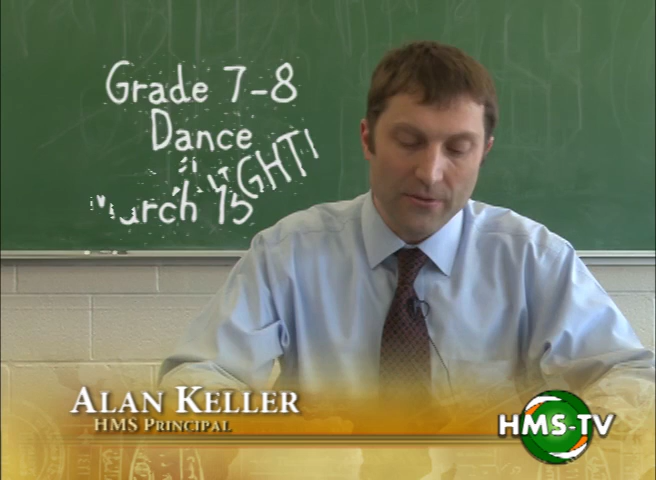 Grade 7-8
Dance
March 15
ALAN KELLER
HMS PRINCIPAL
HMS-TV